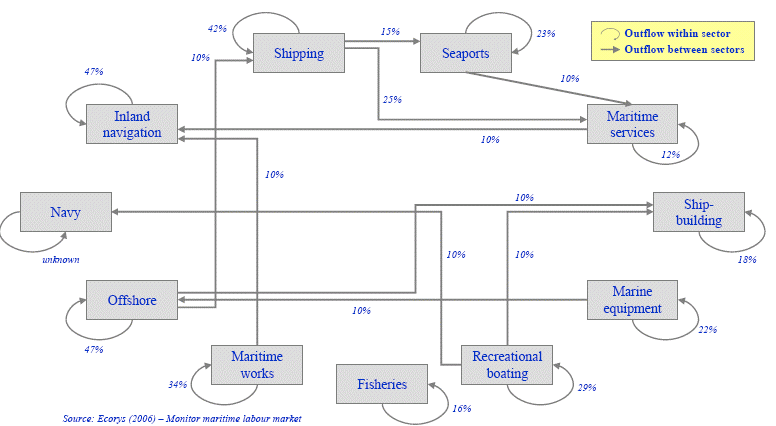 42%
15%
23%
Outflow within sector
Outflow between sectors
Shipping
Seaports
10%
47%
25%
10%
Inland
navigation
Maritime
services
10%
12%
10%
10%
Navy
Ship-
building
unknown
10%
10%
18%
Offshore
10%
Marine
equipment
47%
22%
34%
Maritime
works
Fisheries
Recreational
boating
16%
29%
Source: Ecorys (2006) – Monitor maritime labour market